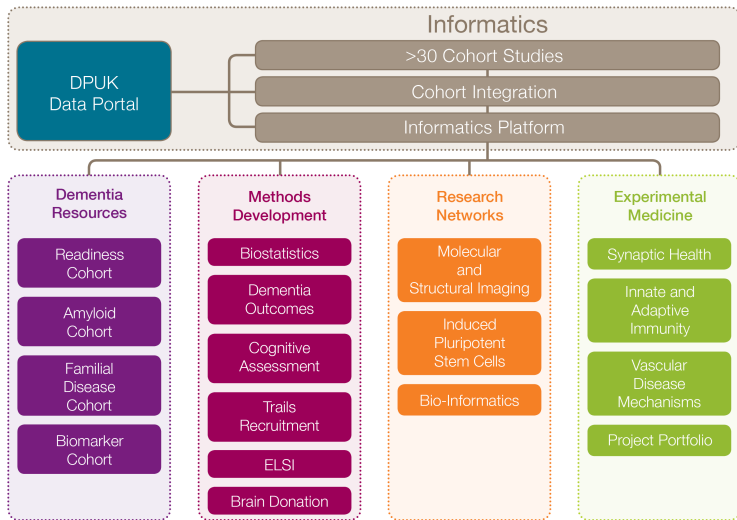 Informatics
DPUK
Data Portal
>30 Cohort Studies
Cohort Integration
Informatics Platform
Dementia
Resources
Readiness
Cohort
Amyloid
Cohort
Familial
Disease
Cohort
Biomarker
Cohort
Methods
Development
Biostatistics
Dementia
Outcomes
Cognitive
Assessment
Trails
Recruitment
ELSI
Brain Donation
Research
Networks
Molecular
and
Structural Imaging
Induced
Pluripotent
Stem Cells
Bio-Informatics
Experimental
Medicine
Synaptic Health
Innate and
Adaptive
Immunity
Vascular
Disease
Mechanisms
Project Portfolio